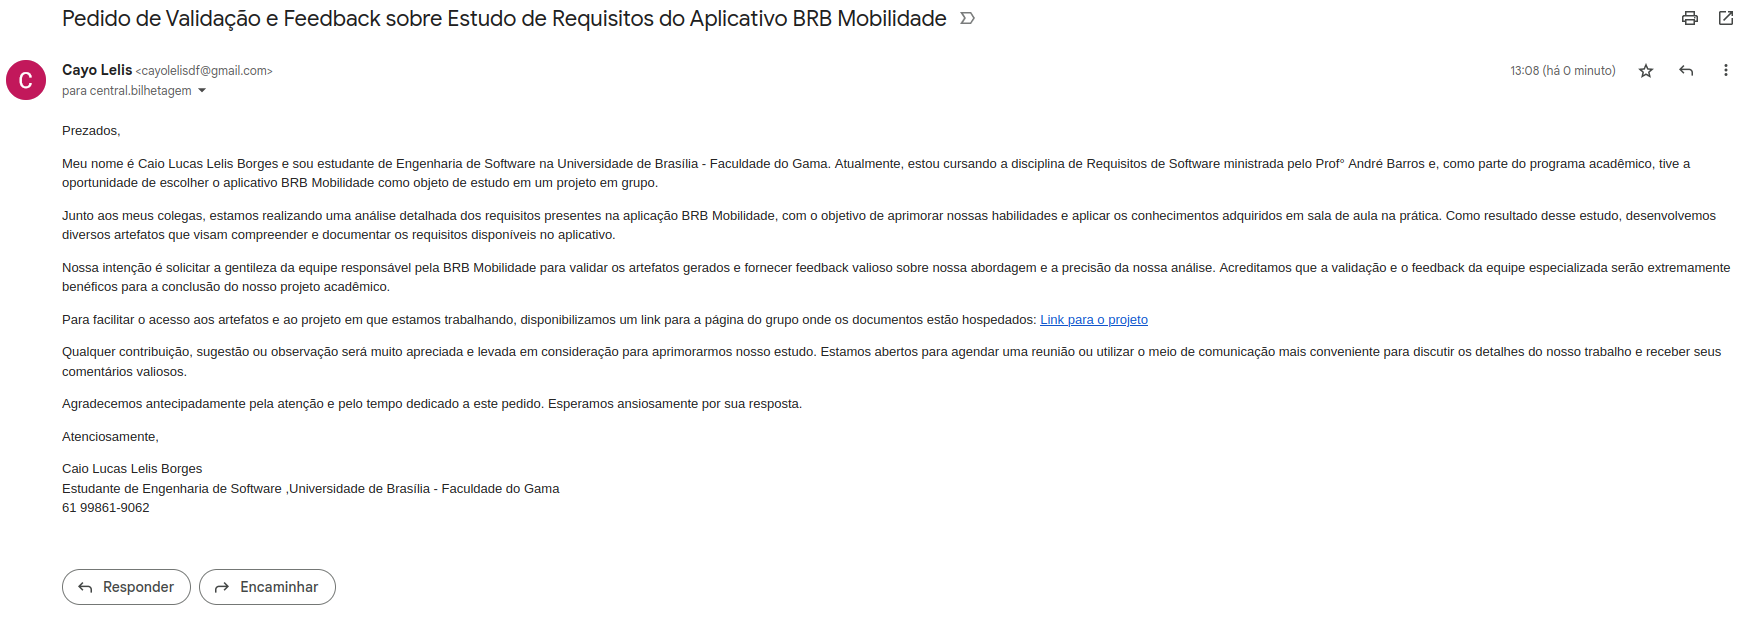 Pedido de Validação e Feedback sobre Estudo de Requisitos do Aplicativo BRB Mobilidade
C
Cayo Lelis <cayolelisdf@gmail.com>
13:08 (há 0 minuto)
para central.bilhetagem
Prezados,
Meu nome é Caio Lucas Lelis Borges e sou estudante de Engenharia de Software na Universidade de Brasília - Faculdade do Gama. Atualmente, estou cursando a disciplina de Requisitos de Software ministrada pelo Prof° André Barros e, como parte do programa acadêmico, tive a
oportunidade de escolher o aplicativo BRB Mobilidade como objeto de estudo em um projeto em grupo.
Junto aos meus colegas, estamos realizando uma análise detalhada dos requisitos presentes na aplicação BRB Mobilidade, com o objetivo de aprimorar nossas habilidades e aplicar os conhecimentos adquiridos em sala de aula na prática. Como resultado desse estudo, desenvolvemos
diversos artefatos que visam compreender e documentar os requisitos disponíveis no aplicativo.
Nossa intenção é solicitar a gentileza da equipe responsável pela BRB Mobilidade para validar os artefatos gerados e fornecer feedback valioso sobre nossa abordagem e a precisão da nossa análise. Acreditamos que a validação e o feedback da equipe especializada serão extremamente
benéficos para a conclusão do nosso projeto acadêmico.
Para facilitar o acesso aos artefatos e ao projeto em que estamos trabalhando, disponibilizamos um link para a página do grupo onde os documentos estão hospedados: Link para o projeto
Qualquer contribuição, sugestão ou observação será muito apreciada e levada em consideração para aprimorarmos nosso estudo. Estamos abertos para agendar uma reunião ou utilizar o meio de comunicação mais conveniente para discutir os detalhes do nosso trabalho e receber seus
comentários valiosos.
Agradecemos antecipadamente pela atenção e pelo tempo dedicado a este pedido. Esperamos ansiosamente por sua resposta.
Atenciosamente,
Caio Lucas Lelis Borges
Estudante de Engenharia de Software ,Universidade de Brasília - Faculdade do Gama
61 99861-9062
Responder
Encaminhar